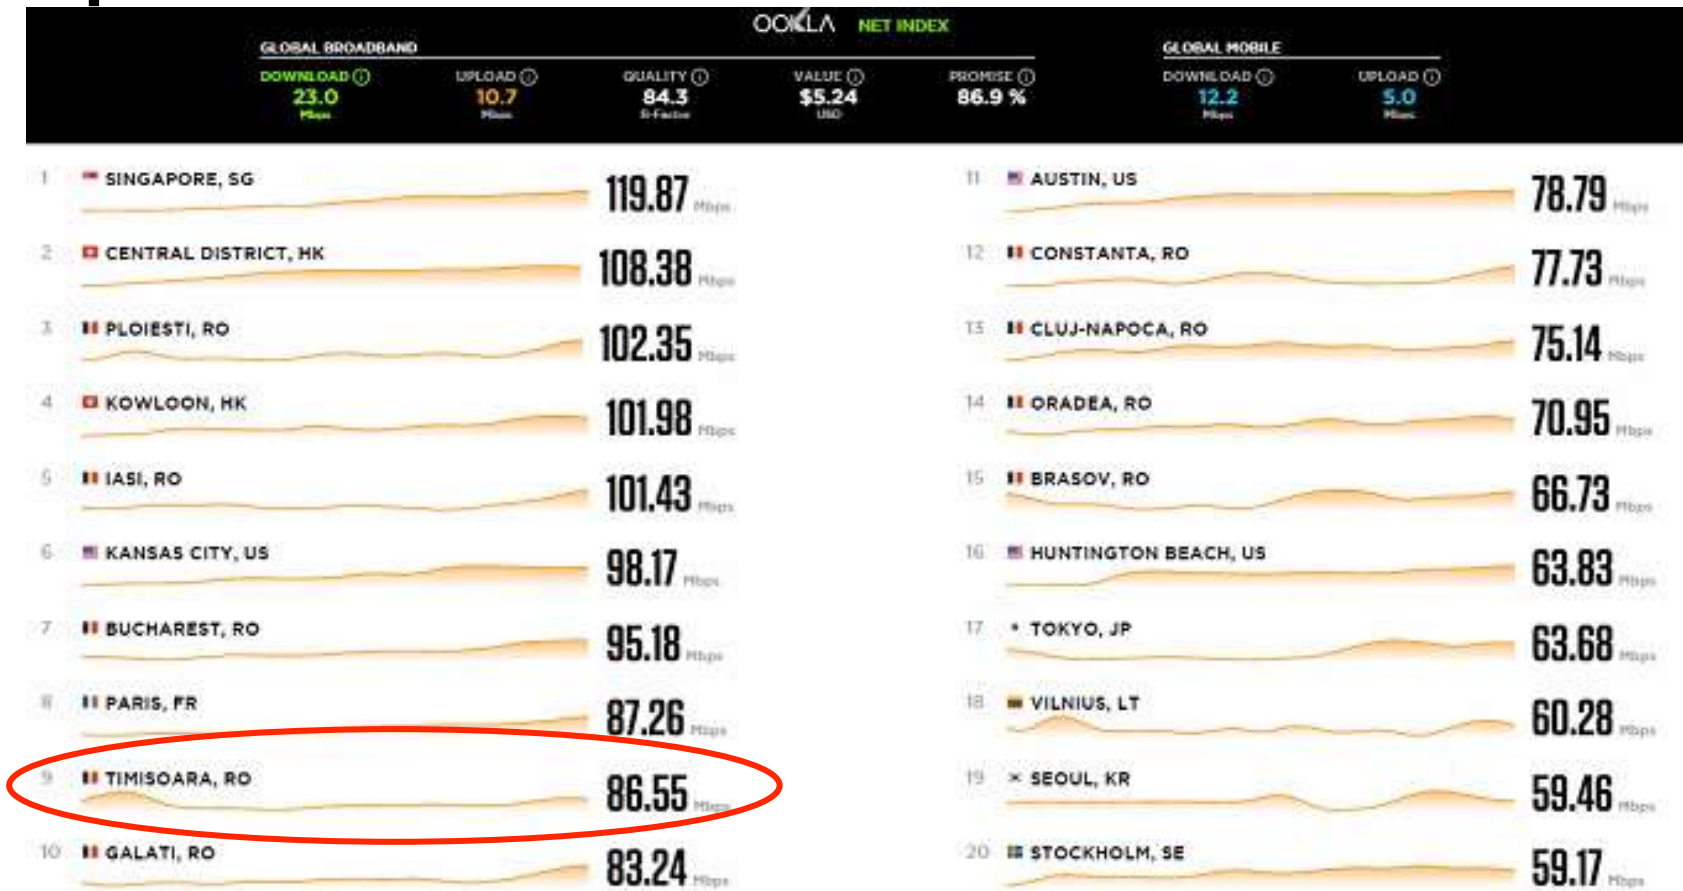 OOKLA NET INDEX
GLOBAL BROADBAND
GLOBAL MOBILE
DOWNLOAD UPLOAD QUALITY VALUE PROMISE DOWNLOAD UPLOAD
23.0 10.7 84.3 $5.24 86.9 % 12.2 5.0
Mbps Mbps R-Factor USD Mbps Mbps
1 SINGAPORE, SG 119.87 Mbps
2 CENTRAL DISTRICT, HK 108.38 Mbps
3 PLOIESTI, RO 102.35 Mbps
4 KOWLOON, HK 101.98 Mbps
5 IASI, RO 101.43 Mbps
6 KANSAS CITY, US 98.17 Mbps
7 BUCHAREST, RO 95.18 Mbps
8 PARIS, FR 87.26 Mbps
9 TIMISOARA, RO 86.55 Mbps
10 GALATI, RO 83.24 Mbps
11 AUSTIN, US 78.79 Mbps
12 CONSTANTA, RO 77.73 Mbps
13 CLUJ-NAPOCA, RO 75.14 Mbps
14 ORADEA, RO 70.95 Mbps
15 BRASOV, RO 66.73 Mbps
16 HUNTINGTON BEACH, US 63.83 Mbps
17 TOKYO, JP 63.68 Mbps
18 VILNIUS, LT 60.28 Mbps
19 SEOUL, KR 59.46 Mbps
20 STOCKHOLM, SE 59.17 Mbps